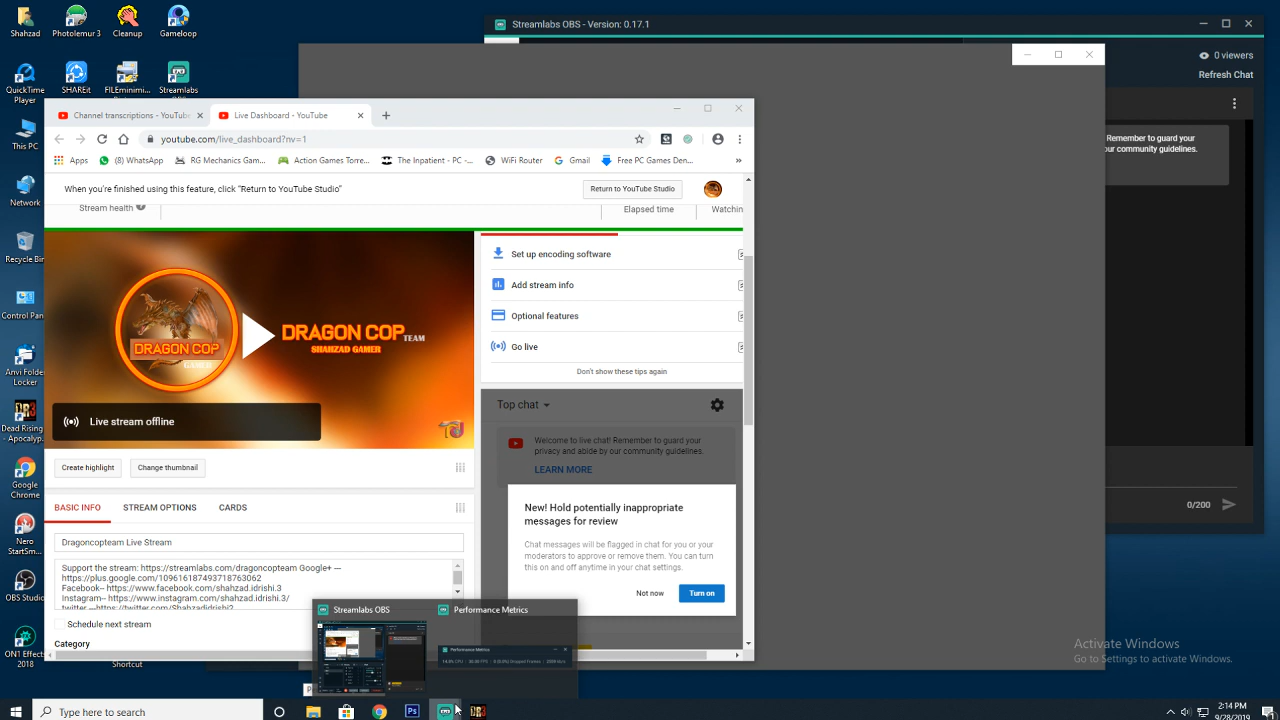 Shahzad
Photolemur 3
Cleanup
Gameloop
QuickTime
Player
SHAREit
Streamlabs
OBS
Network
Recycle Bin
Control Pan
Anvi Folder
Locker
Dead Rising
- Apocaly..
Google
Chrome
Nero
StartSm...
OBS Studio
ON1 Effects
2018
Shortcut
Streamlabs OBS - Version: 0.17.1
0 viewers
Refresh Chat
Remember to guard your
our community guidelines.
0/200
Channel transcriptions - YouTube
Live Dashboard - YouTube
youtube.com/live_dashboard?nv=1
Apps
(8) WhatsApp
RG Mechanics Gam...
Action Games Torre...
The Inpatient - PC -...
WiFi Router
Gmail
Free PC Games Den...
»
When you're finished using this feature, click "Return to YouTube Studio"
Return to YouTube Studio
Stream health
Elapsed time
Watchin
DRAGON COP
GAMER
DRAGON COP TEAM
SHAHZAD GAMER
Live stream offline
Set up encoding software
Add stream info
Optional features
Go live
Don't show these tips again
Top chat
Welcome to live chat! Remember to guard your
privacy and abide by our community guidelines.
LEARN MORE
Create highlight
Change thumbnail
BASIC INFO
STREAM OPTIONS
CARDS
Dragoncopteam Live Stream
Support the stream: https://streamlabs.com/dragoncopteam Google+ —
https://plus.google.com/109616187493718763062
Facebook-- https://www.facebook.com/shahzad.idrishi.3
Instagram-- https://www.instagram.com/shahzad.idrishi.3/
twitter --https://twitter.com/Shahzadidrishi?
Schedule next stream
Category
New! Hold potentially inappropriate
messages for review
Chat messages will be flagged in chat for you or your
moderators to approve or remove them. You can turn
this on and off anytime in your chat settings.
Not now
Turn on
Streamlabs OBS
Performance Metrics
Performance Metrics
Activate Windows
Go to Settings to activate Windows.
Type here to search
2:14 PM
9/28/2019